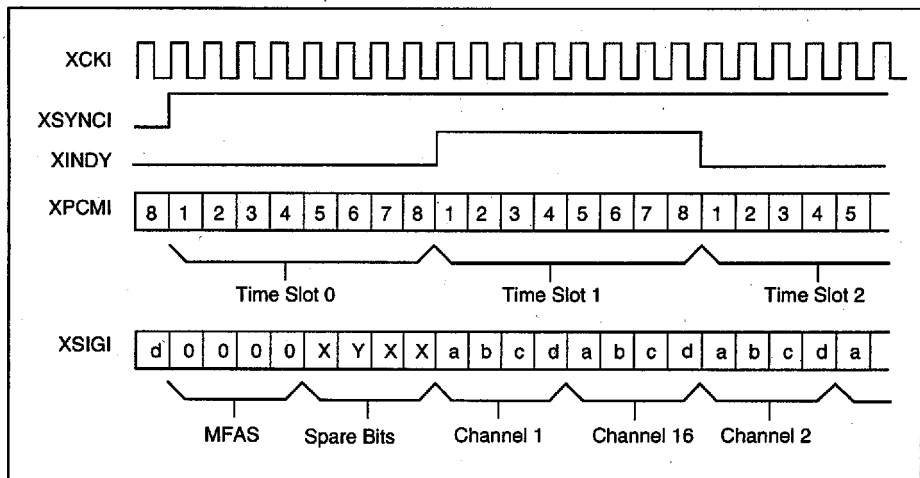 XCKI
XSYNCI
XINDY
XPCMI 8 1 2 3 4 5 6 7 8 1 2 3 4 5 6 7 8 1 2 3 4 5
Time Slot 0 Time Slot 1 Time Slot 2
XSIGI d 0 0 0 0 X Y X X a b c d a b c d a b c d a
MFAS Spare Bits Channel 1 Channel 16 Channel 2